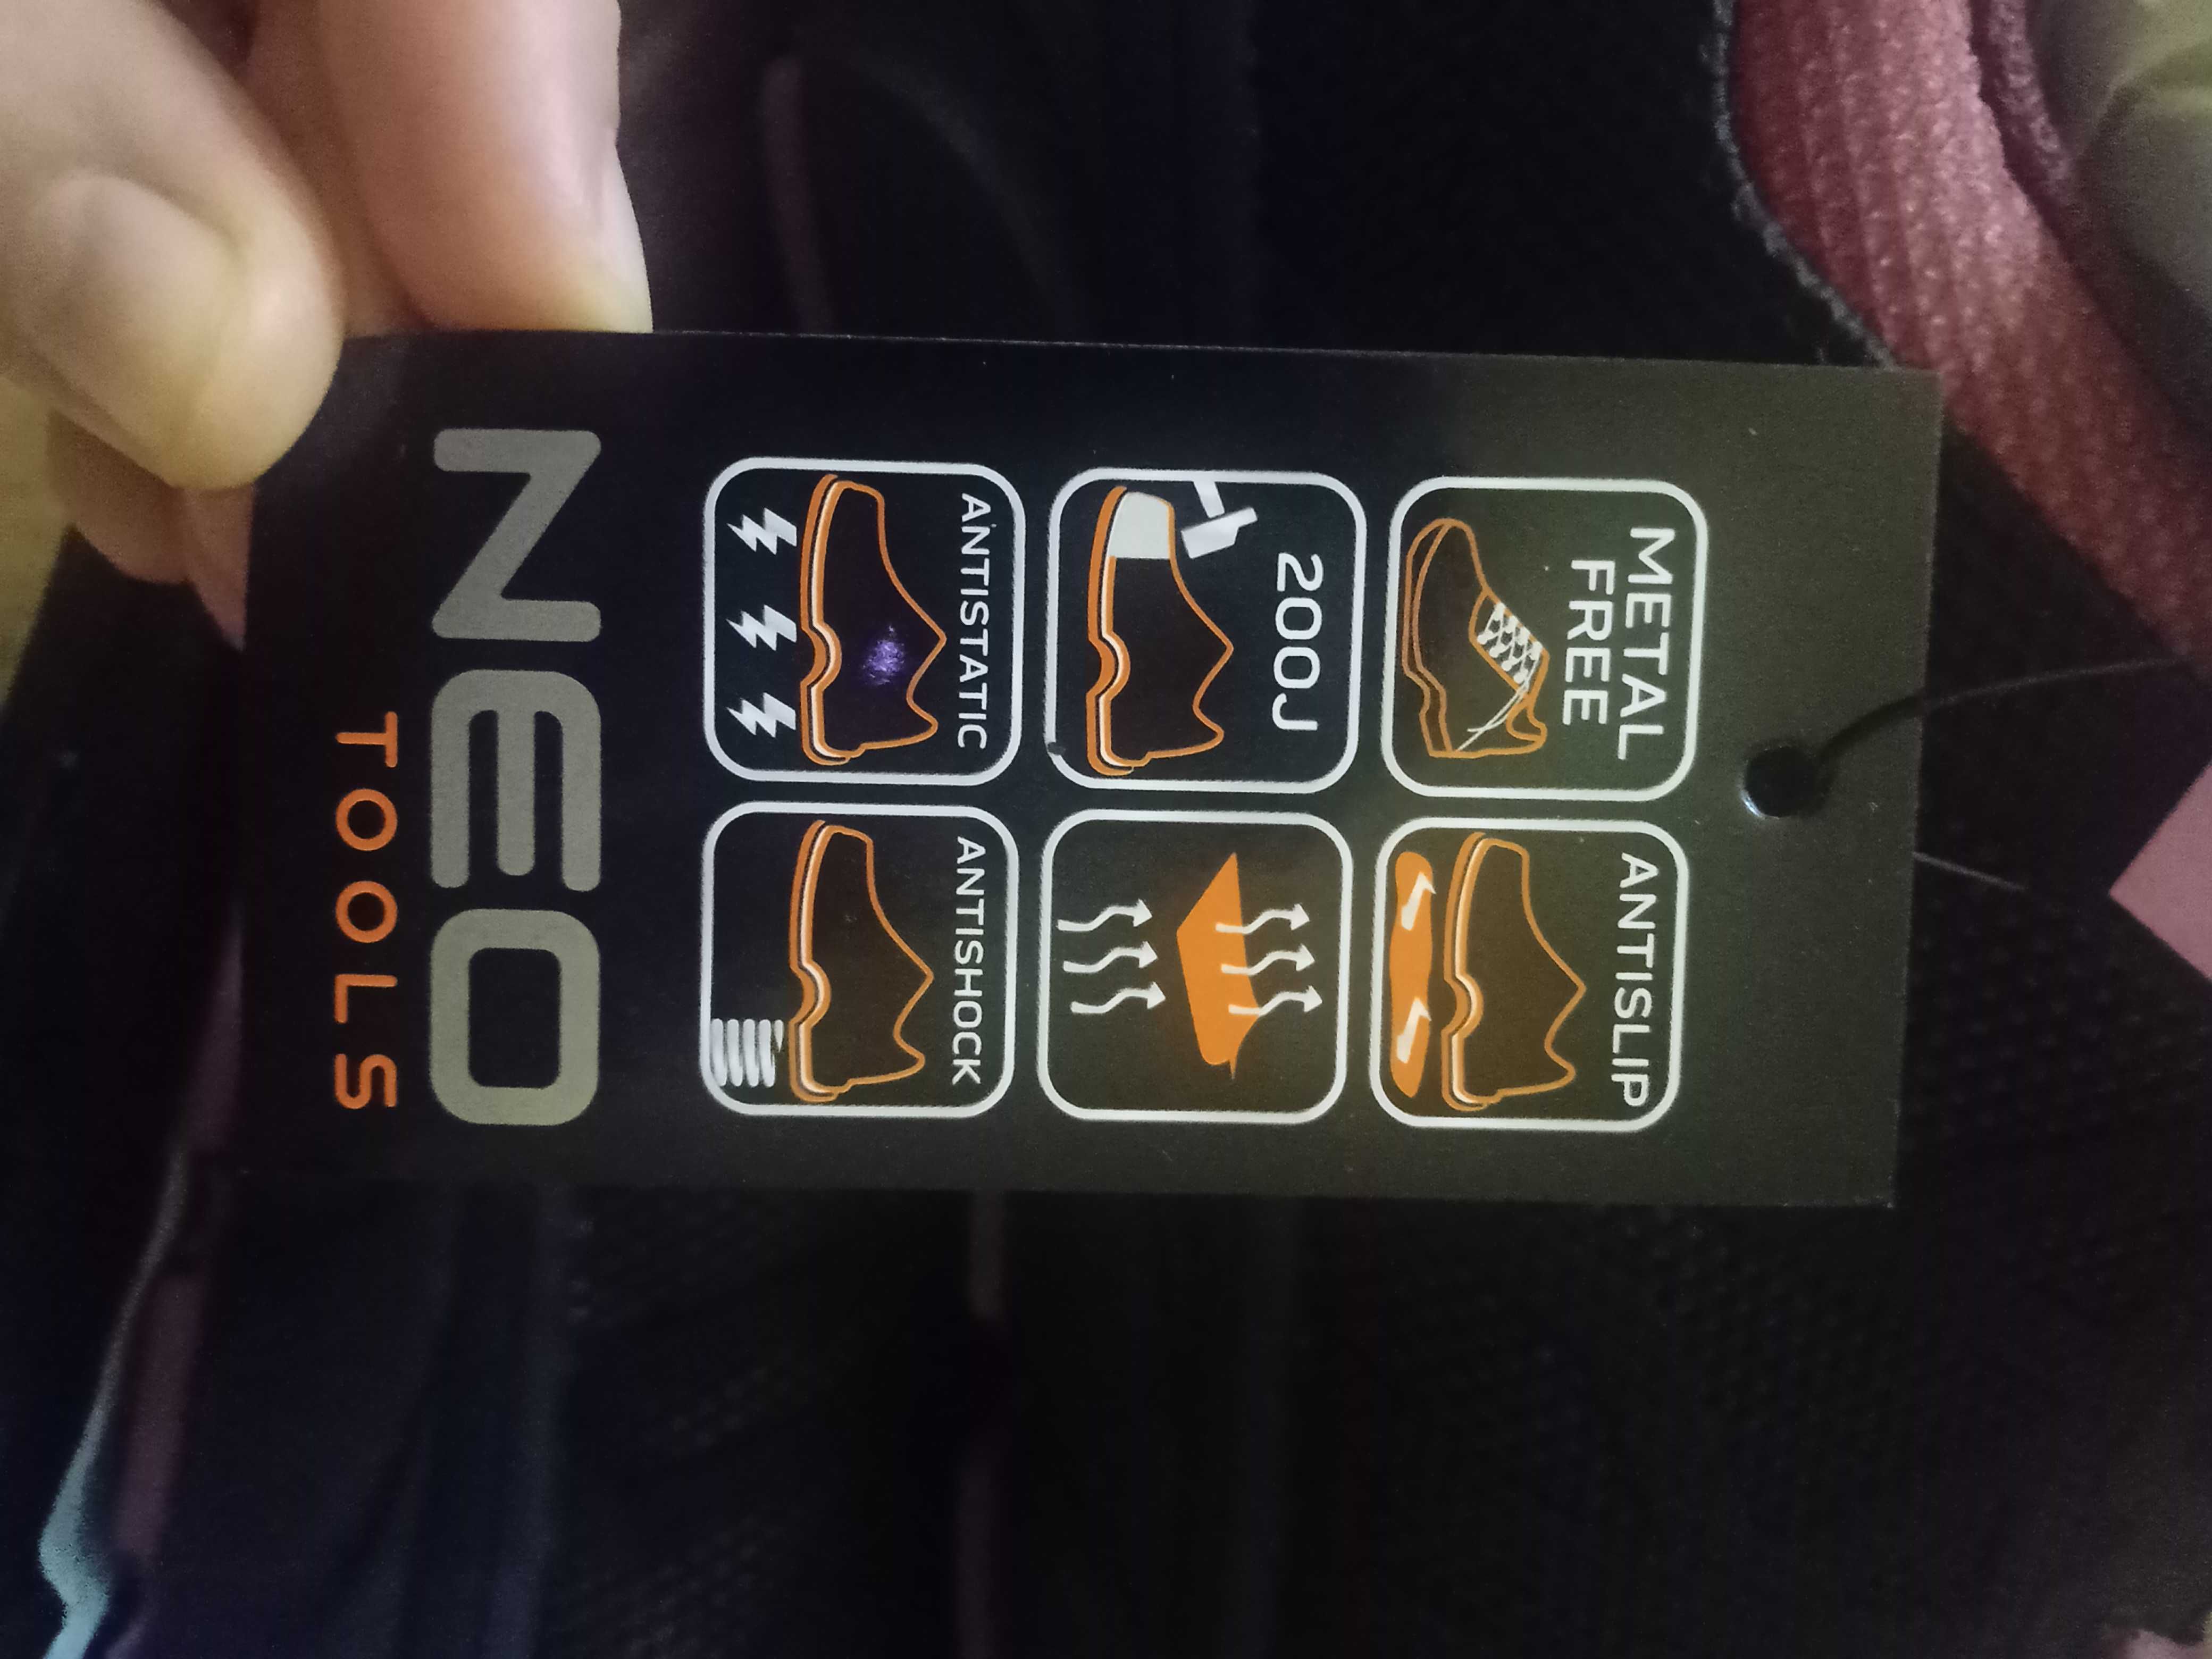 METAL
FREE
ANTISLIP
200J
ANTISTATIC
ANTISHOCK
NEO
TOOLS